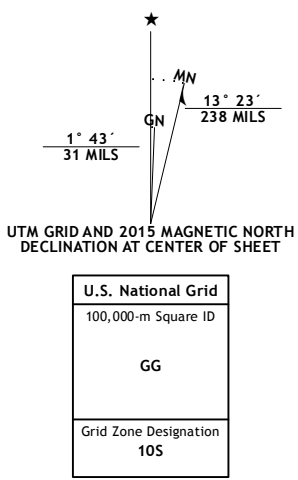 ★
MN
GN
13° 23´
238 MILS
1° 43´
31 MILS
UTM GRID AND 2015 MAGNETIC NORTH
DECLINATION AT CENTER OF SHEET
U.S. National Grid
100,000-m Square ID
GG
Grid Zone Designation
10S